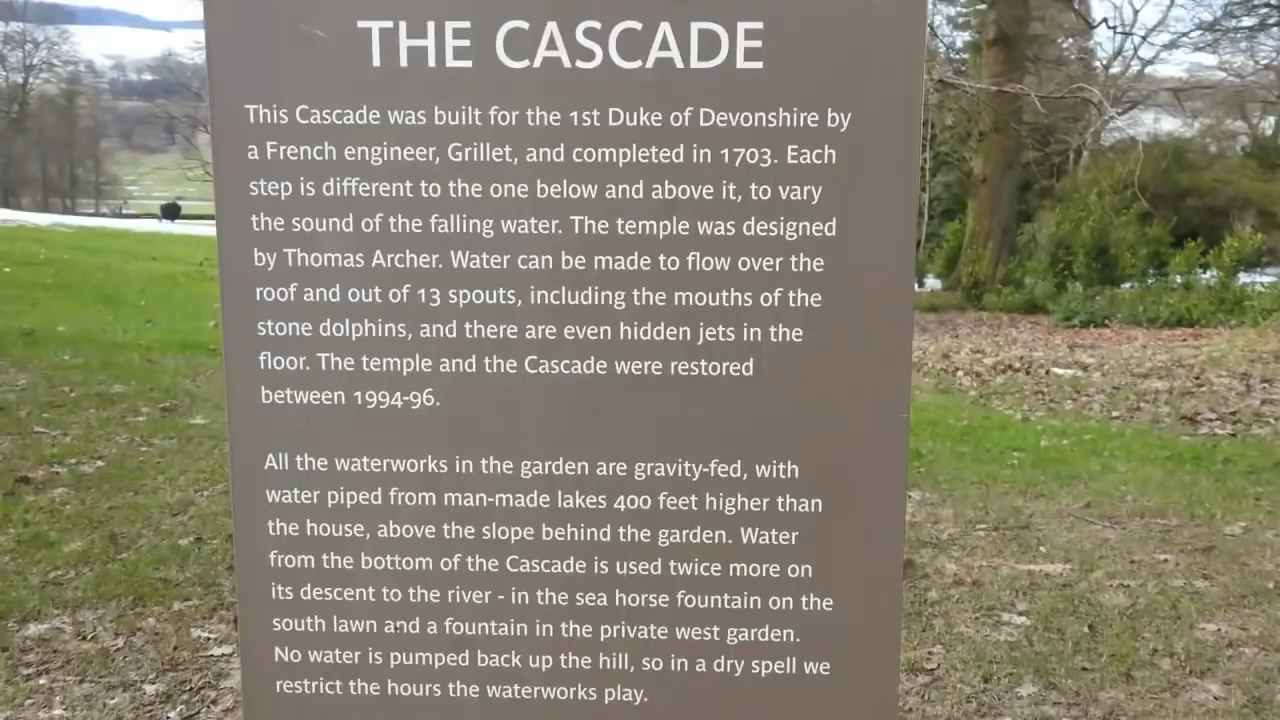 THE CASCADE
This Cascade was built for the 1st Duke of Devonshire by
a French engineer, Grillet, and completed in 1703. Each
step is different to the one below and above it, to vary
the sound of the falling water. The temple was designed
by Thomas Archer. Water can be made to flow over the
roof and out of 13 spouts, including the mouths of the
stone dolphins, and there are even hidden jets in the
floor. The temple and the Cascade were restored
between 1994-96.
All the waterworks in the garden are gravity-fed, with
water piped from man-made lakes 400 feet higher than
the house, above the slope behind the garden. Water
from the bottom of the Cascade is used twice more on
its descent to the river - in the sea horse fountain on the
south lawn and a fountain in the private west garden.
No water is pumped back up the hill, so in a dry spell we
restrict the hours the waterworks play.